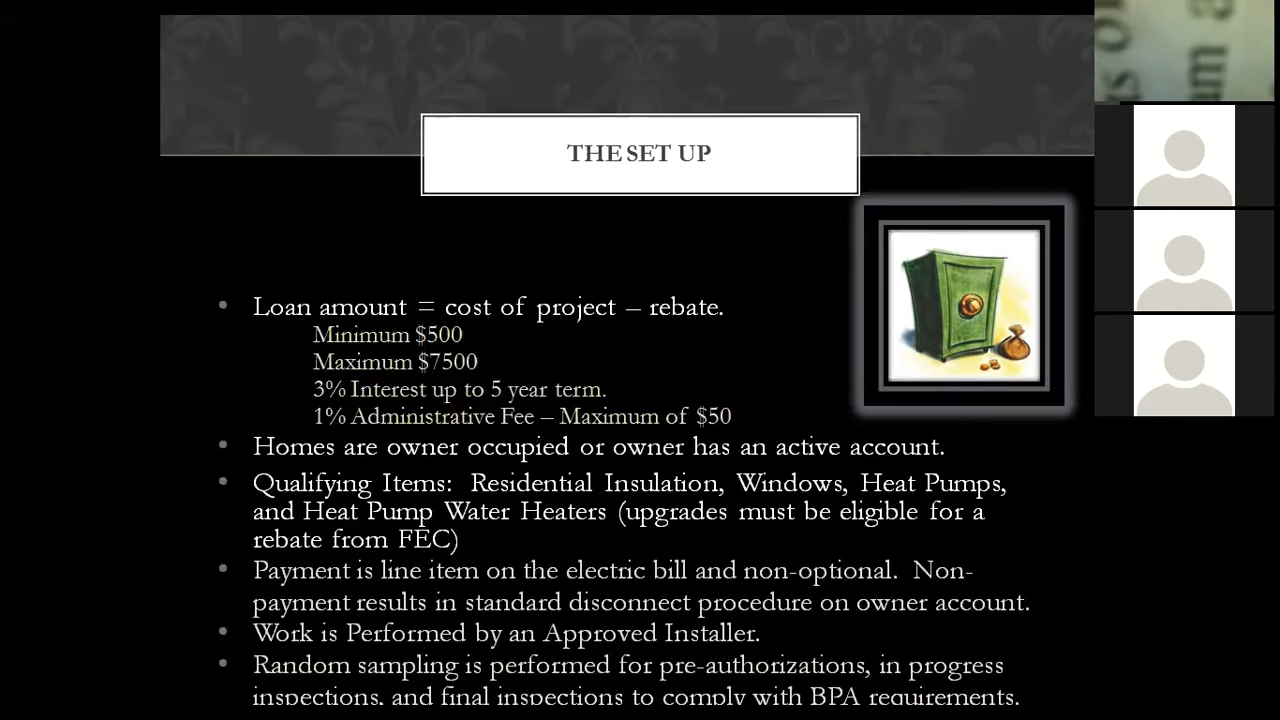 THE SET UP
Loan amount = cost of project – rebate.
Minimum $500
Maximum $7500
3% Interest up to 5 year term.
1% Administrative Fee – Maximum of $50
Homes are owner occupied or owner has an active account.
Qualifying Items: Residential Insulation, Windows, Heat Pumps,
and Heat Pump Water Heaters (upgrades must be eligible for a
rebate from FEC)
Payment is line item on the electric bill and non-optional. Non-
payment results in standard disconnect procedure on owner account.
Work is Performed by an Approved Installer.
Random sampling is performed for pre-authorizations, in progress
inspections, and final inspections to comply with BPA requirements.